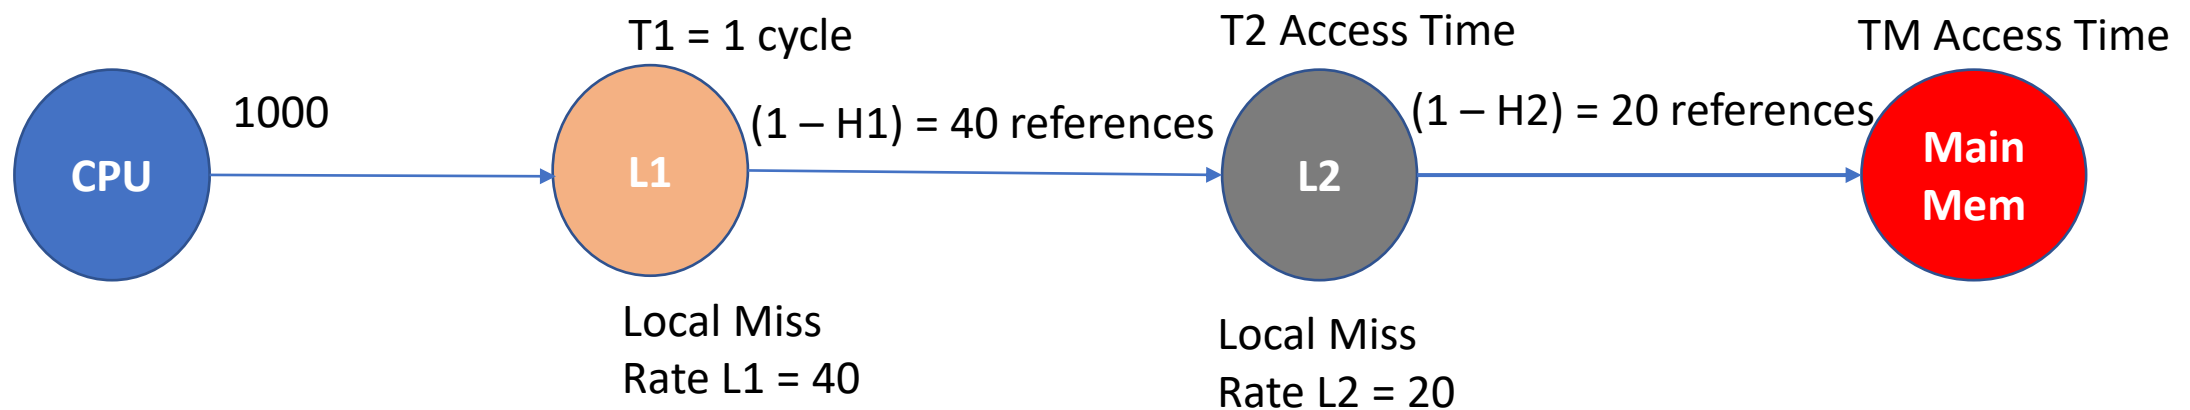 T1 = 1 cycle
T2 Access Time
TM Access Time
1000
(1 – H1) = 40 references
(1 – H2) = 20 references
CPU
L1
L2
Main
Mem
Local Miss
Rate L1 = 40
Local Miss
Rate L2 = 20